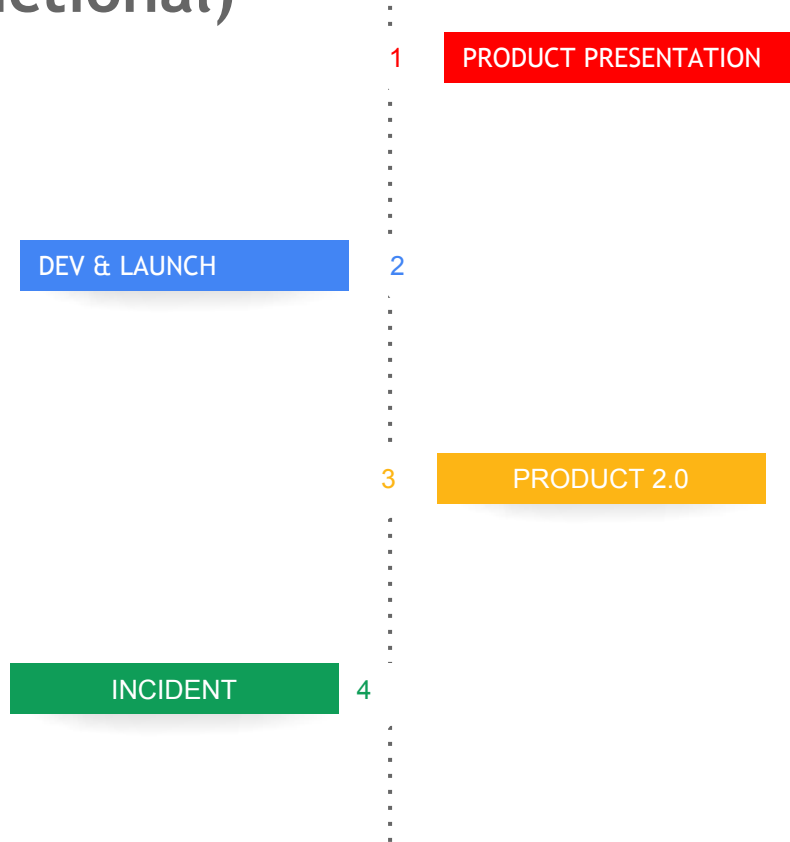 1 PRODUCT PRESENTATION
DEV & LAUNCH 2
3 PRODUCT 2.0
INCIDENT 4